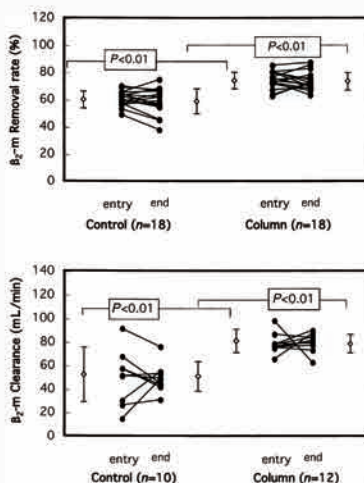 120
100
80
60
40
20
0
β₂-m Removal rate (%)
P<0.01
P<0.01
entry end entry end
Control (n=18) Column (n=18)
140
120
100
80
60
40
20
0
β₂-m Clearance (mL/min)
P<0.01
P<0.01
entry end entry end
Control (n=10) Column (n=12)